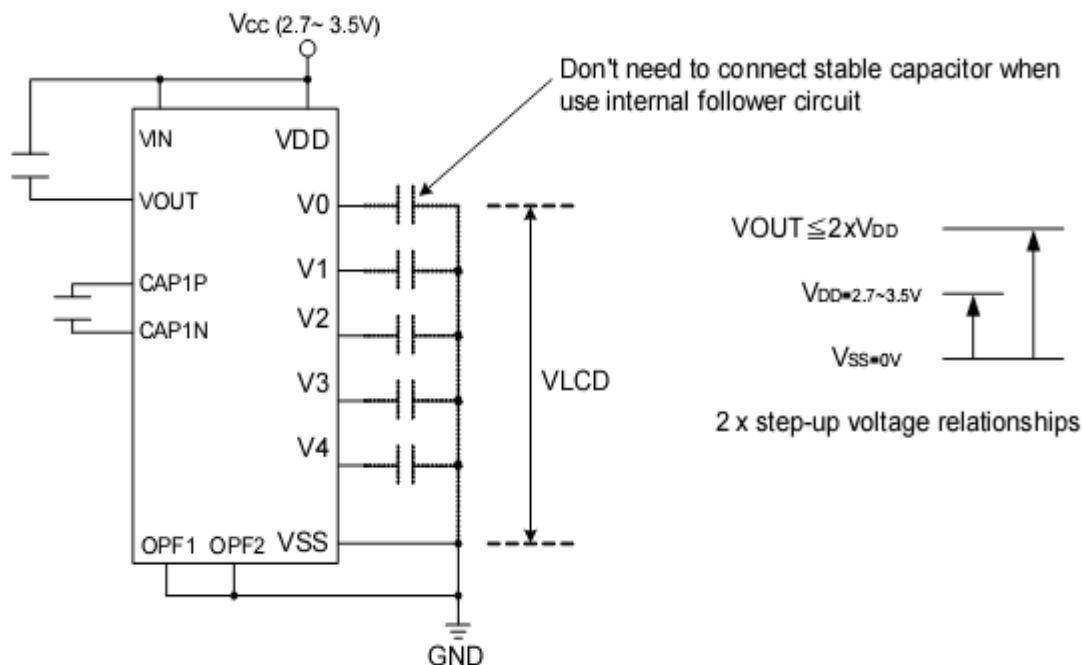 Vcc (2.7~ 3.5V)
Don't need to connect stable capacitor when
use internal follower circuit
VIN
VDD
VOUT
V0
V1
V2
V3
V4
CAP1P
CAP1N
VLCD
OPF1
OPF2
VSS
GND
VOUT≦2xVDD
VDD=2.7~3.5V
VSS=0V
2 x step-up voltage relationships